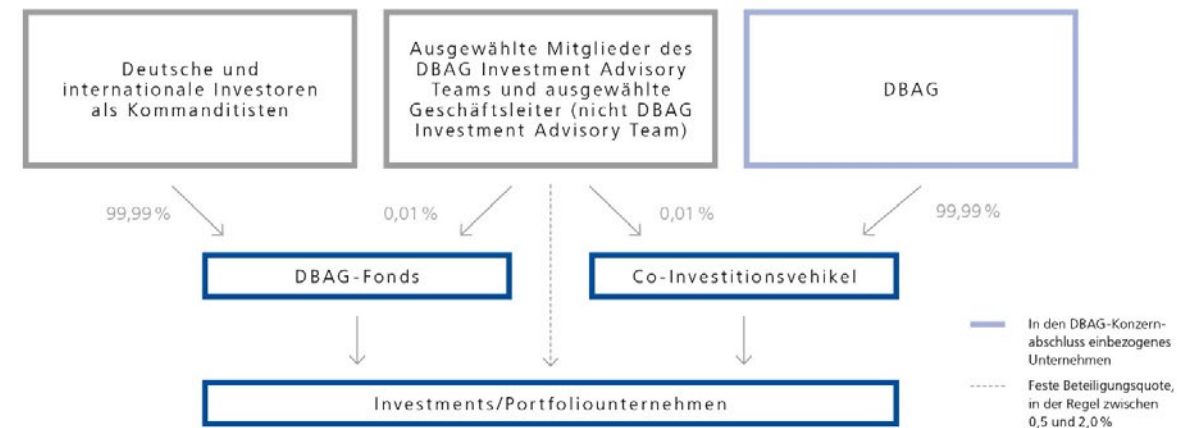 Deutsche und
internationale Investoren
als Kommanditisten
Ausgewählte Mitglieder des
DBAG Investment Advisory
Teams und ausgewählte
Geschäftsleiter (nicht DBAG
Investment Advisory Team)
DBAG
99,99 %
0,01 %
0,01 %
99,99 %
DBAG-Fonds
Co-Investitionsvehikel
Investments/Portfoliounternehmen
In den DBAG-Konzern-
abschluss einbezogenes
Unternehmen
Feste Beteiligungsquote,
in der Regel zwischen
0,5 und 2,0 %